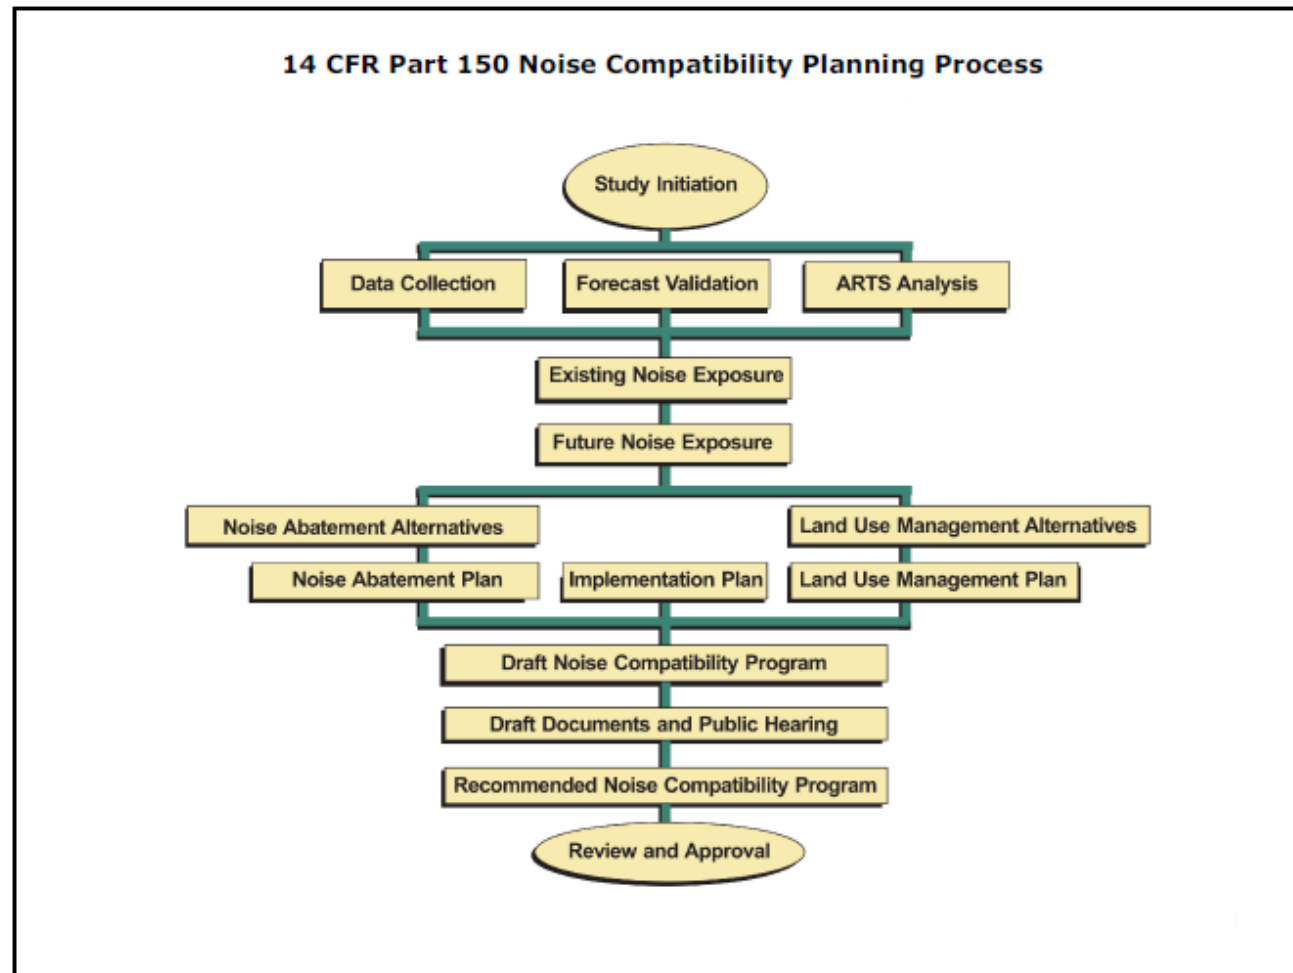 14 CFR Part 150 Noise Compatibility Planning Process
Study Initiation
Data Collection
Forecast Validation
ARTS Analysis
Existing Noise Exposure
Future Noise Exposure
Noise Abatement Alternatives
Land Use Management Alternatives
Noise Abatement Plan
Implementation Plan
Land Use Management Plan
Draft Noise Compatibility Program
Draft Documents and Public Hearing
Recommended Noise Compatibility Program
Review and Approval